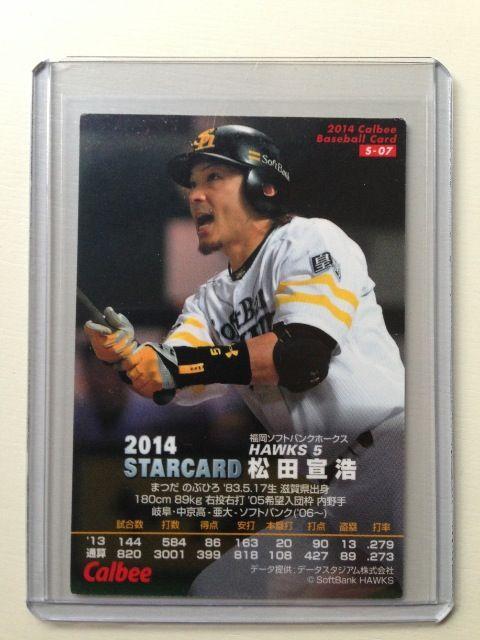 2014 Calbee
Baseball Card
S-07
SoftBank
SoftBank
2014
STARCARD
福岡ソフトバンクホークス
HAWKS 5
松田宣浩
まつだ のぶひろ '83.5.17生 滋賀県出身
180cm 89kg 右投右打 '05希望入団枠 内野手
岐阜・中京高-亜大-ソフトバンク('06~)
試合数 打数 得点 安打 本塁打 打点 盗塁 打率
'13 144 584 86 163 20 90 13 .279
通算 820 3001 399 818 108 427 89 .273
Calbee
データ提供:データスタジアム株式会社
© SoftBank HAWKS